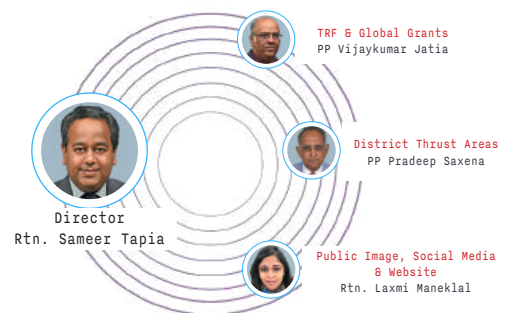 TRF & Global Grants
PP Vijaykumar Jatia
District Thrust Areas
PP Pradeep Saxena
Director
Rtn. Sameer Tapia
Public Image, Social Media
& Website
Rtn. Laxmi Maneklal